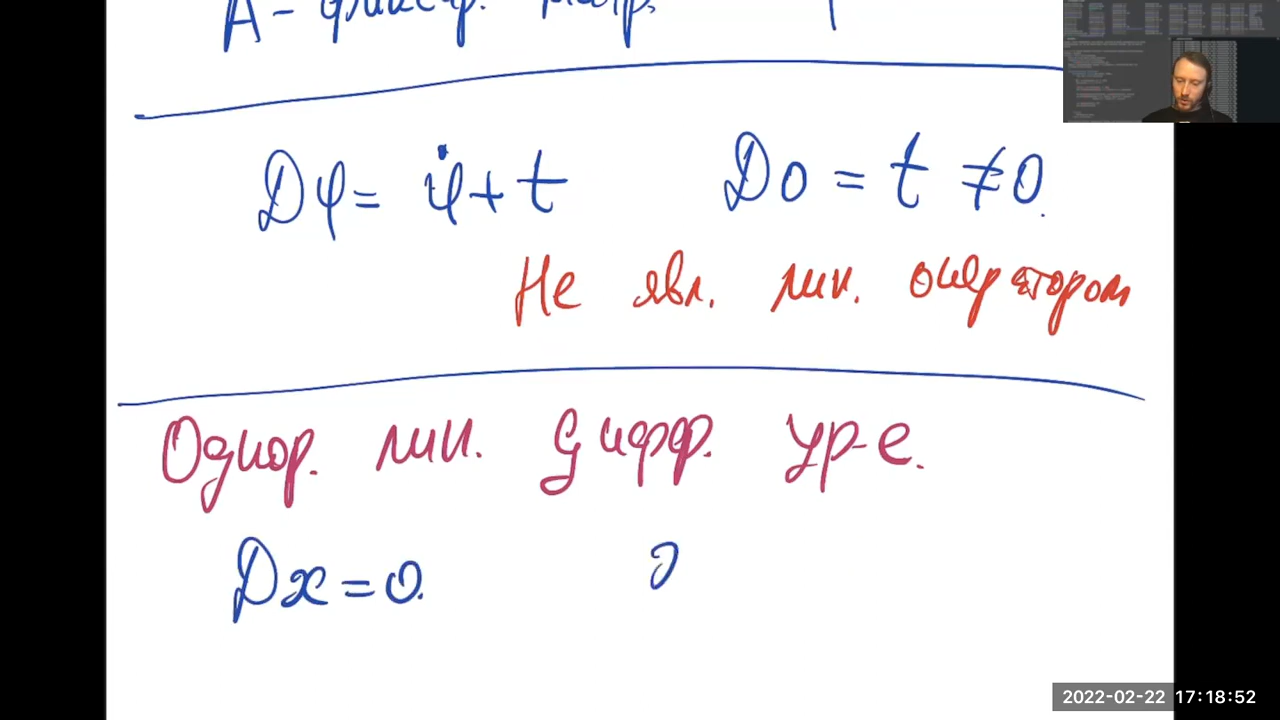 A - фиксир. матр.
Dφ = φ̇ + t D0 = t ≠ 0.
Не явл. лин. оператором
Однор. лин. дифф. ур-е.
Dx = 0.
2022-02-22 17:18:52